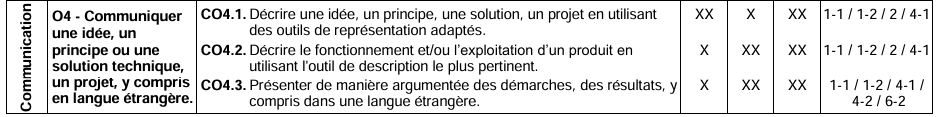 Communication
O4 - Communiquer
une idée, un
principe ou une
solution technique,
un projet, y compris
en langue étrangère.
CO4.1. Décrire une idée, un principe, une solution, un projet en utilisant
des outils de représentation adaptés.
XX X XX 1-1 / 1-2 / 2 / 4-1
CO4.2. Décrire le fonctionnement et/ou l'exploitation d'un produit en
utilisant l'outil de description le plus pertinent.
X XX XX 1-1 / 1-2 / 2 / 4-1
CO4.3. Présenter de manière argumentée des démarches, des résultats, y
compris dans une langue étrangère.
X XX XX 1-1 / 1-2 / 4-1 /
4-2 / 6-2